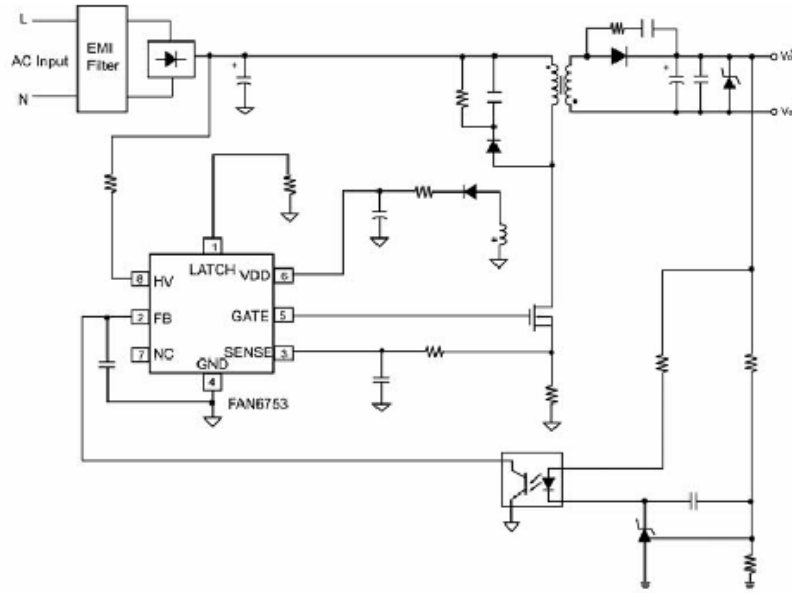 L
EMI
Filter
AC Input
N
1
LATCH
8
HV
VDD
6
2
FB
GATE
5
7
NC
SENSE
3
GND
4
FAN6753